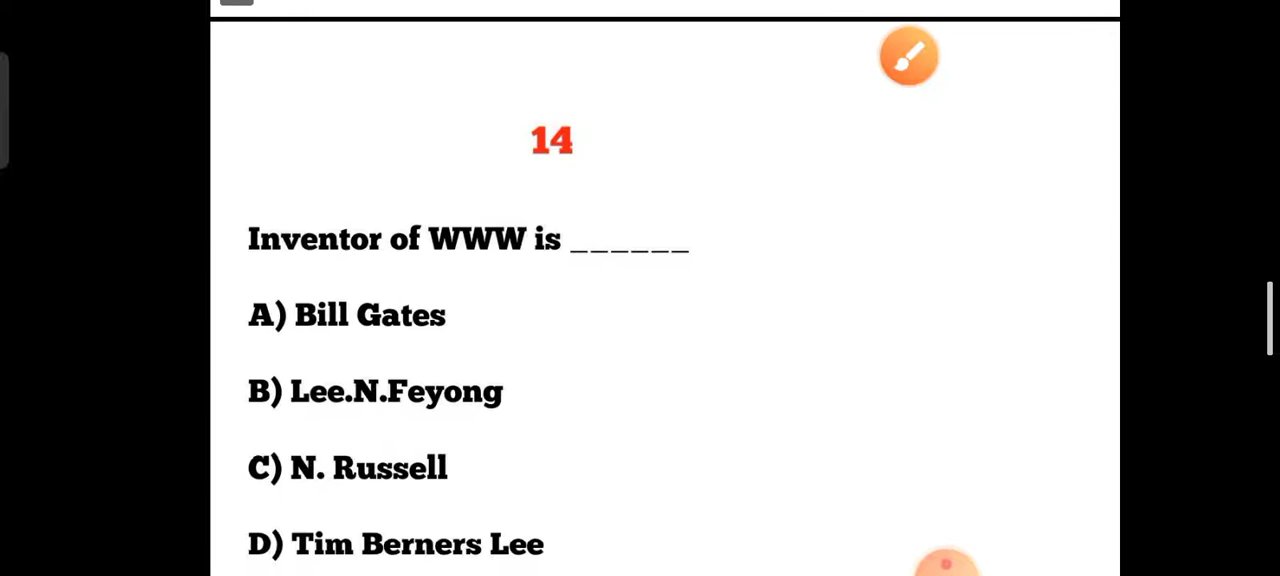 14
Inventor of WWW is ______
A) Bill Gates
B) Lee.N.Feyong
C) N. Russell
D) Tim Berners Lee